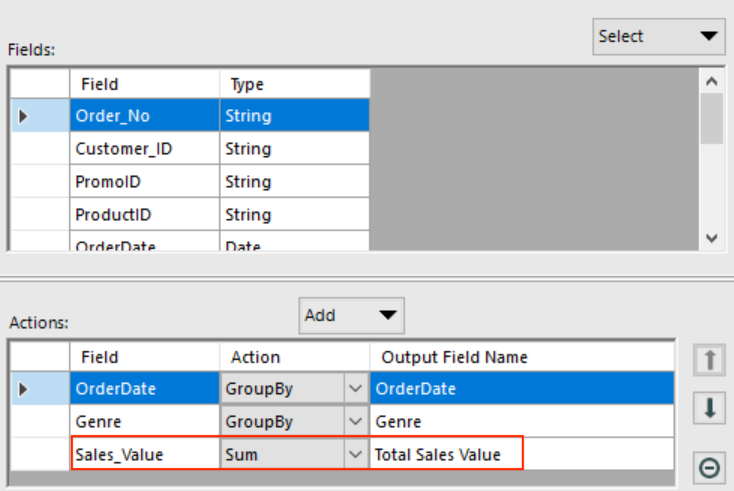 Select
Fields:
Field Type
Order_No String
Customer_ID String
PromoID String
ProductID String
OrderDate Date
Add
Actions:
Field Action Output Field Name
OrderDate GroupBy OrderDate
Genre GroupBy Genre
Sales_Value Sum Total Sales Value